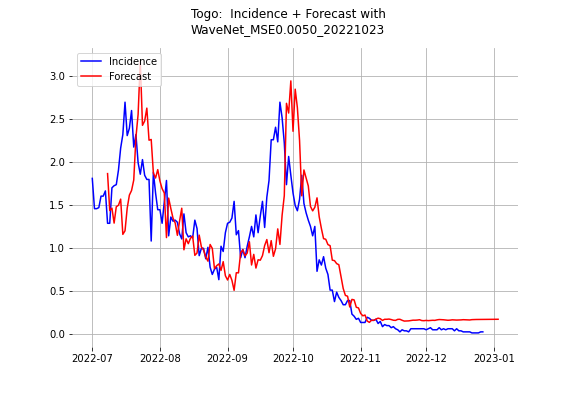 Togo:  Incidence + Forecast with
WaveNet_MSE0.0050_20221023
Incidence
Forecast
3.0
2.5
2.0
1.5
1.0
0.5
0.0
2022-07 2022-08 2022-09 2022-10 2022-11 2022-12 2023-01